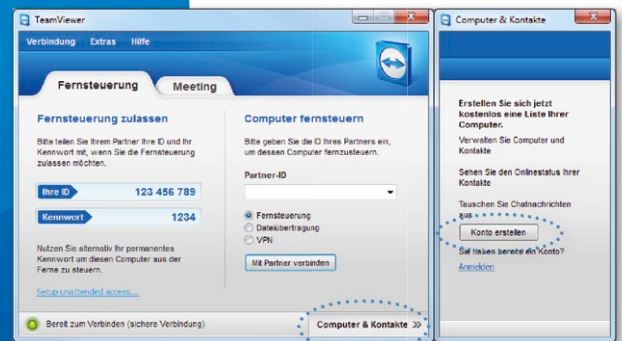 TeamViewer
Verbindung Extras Hilfe
Fernsteuerung Meeting
Fernsteuerung zulassen
Bitte teilen Sie Ihrem Partner Ihre ID und Ihr
Kennwort mit, wenn Sie die Fernsteuerung
zulassen möchten.
Ihre ID 123 456 789
Kennwort 1234
Nutzen Sie alternativ Ihr permanentes
Kennwort um diesen Computer aus der
Ferne zu steuern.
Setup unattended access...
Computer fernsteuern
Bitte geben Sie die ID Ihres Partners ein,
um dessen Computer fernzusteuern.
Partner-ID
Fernsteuerung
Dateiübertragung
VPN
Mit Partner verbinden
Bereit zum Verbinden (sichere Verbindung)
Computer & Kontakte >>
Computer & Kontakte
Erstellen Sie sich jetzt
kostenlos eine Liste Ihrer
Computer.
Verwalten Sie Computer und
Kontakte
Sehen Sie den Onlinestatus Ihrer
Kontakte
Tauschen Sie Chatnachrichten
aus
Konto erstellen
Sie haben bereits ein Konto?
Anmelden